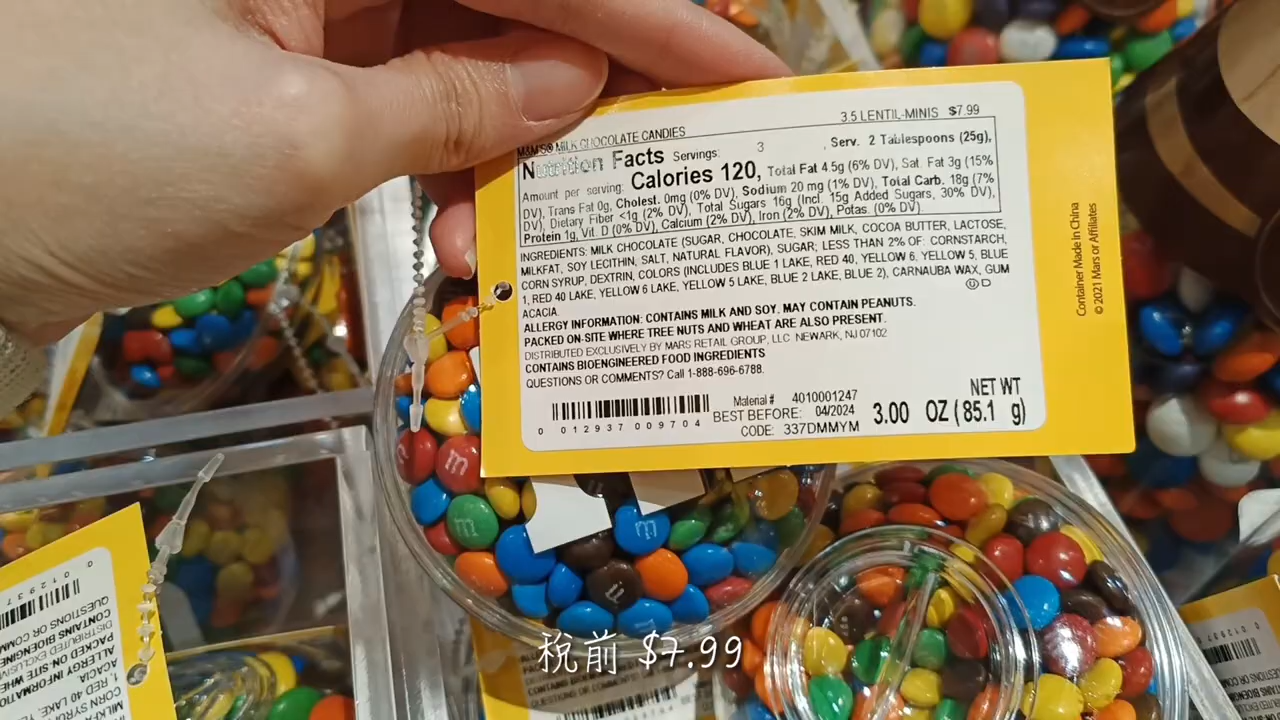 3.5 LENTIL-MINIS $7.99
M&M'S® MILK CHOCOLATE CANDIES
Nutrition Facts Servings: 3 Serv. 2 Tablespoons (25g),
Amount per serving: Calories 120, Total Fat 4.5g (6% DV), Sat. Fat 3g (15%
DV), Trans Fat 0g, Cholest. 0mg (0% DV), Sodium 20 mg (1% DV), Total Carb. 18g (7%
DV), Dietary Fiber <1g (2% DV), Total Sugars 16g (Incl. 15g Added Sugars, 30% DV),
Protein 1g, Vit. D (0% DV), Calcium (2% DV), Iron (2% DV), Potas. (0% DV)
INGREDIENTS: MILK CHOCOLATE (SUGAR, CHOCOLATE, SKIM MILK, COCOA BUTTER, LACTOSE,
MILKFAT, SOY LECITHIN, SALT, NATURAL FLAVOR), SUGAR; LESS THAN 2% OF: CORNSTARCH,
CORN SYRUP, DEXTRIN, COLORS (INCLUDES BLUE 1 LAKE, RED 40, YELLOW 6, YELLOW 5, BLUE
1, RED 40 LAKE, YELLOW 6 LAKE, YELLOW 5 LAKE, BLUE 2 LAKE, BLUE 2), CARNAUBA WAX, GUM
ACACIA.
U D
ALLERGY INFORMATION: CONTAINS MILK AND SOY. MAY CONTAIN PEANUTS.
PACKED ON-SITE WHERE TREE NUTS AND WHEAT ARE ALSO PRESENT.
DISTRIBUTED EXCLUSIVELY BY MARS RETAIL GROUP, LLC NEWARK, NJ 07102
CONTAINS BIOENGINEERED FOOD INGREDIENTS
QUESTIONS OR COMMENTS? Call 1-888-696-6788.
0 012937 009704
Material # 4010001247
BEST BEFORE: 04/2024
CODE: 337DMMYM
NET WT
3.00 OZ (85.1 g)
Container Made in China
© 2021 Mars or Affiliates
m
m
m
税前 $7.99